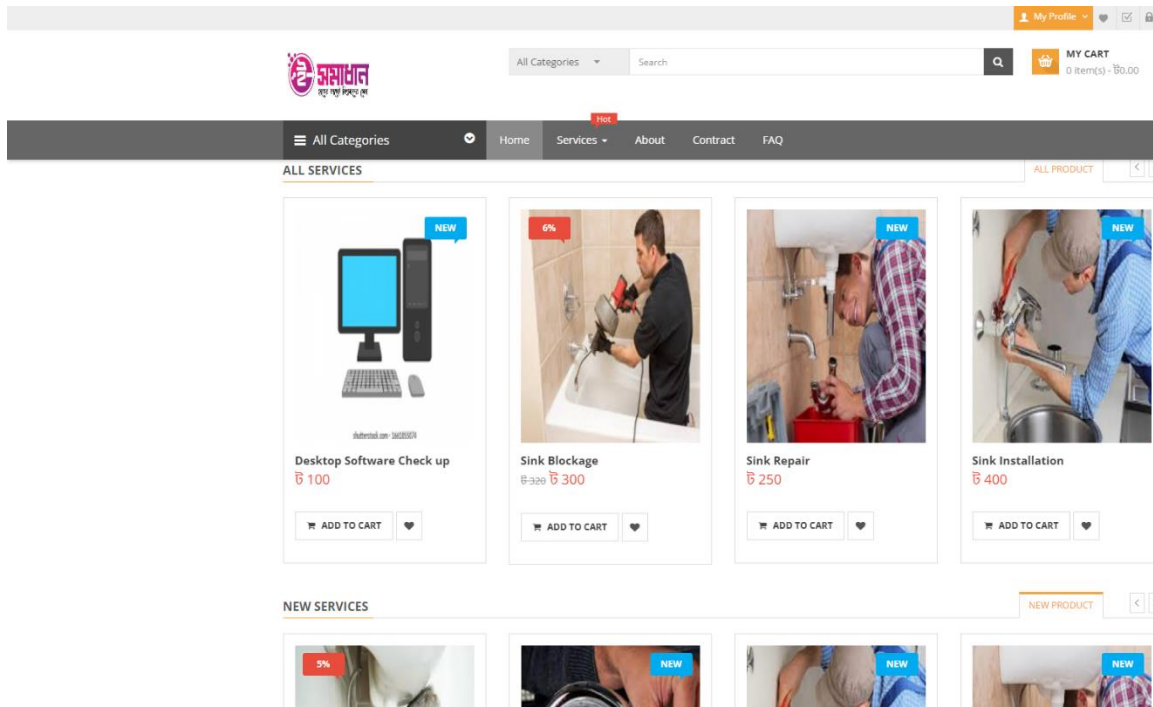 My Profile
ই-সমাধান
All Categories
Search
MY CART
0 item(s) - ট0.00
Hot
All Categories
Home
Services
About
Contract
FAQ
ALL SERVICES
ALL PRODUCT
NEW
6%
NEW
NEW
shutterstock.com
Desktop Software Check up
Sink Blockage
Sink Repair
Sink Installation
ট 100
ট 320 ট 300
ট 250
ট 400
ADD TO CART
ADD TO CART
ADD TO CART
ADD TO CART
NEW SERVICES
NEW PRODUCT
5%
NEW
NEW
NEW